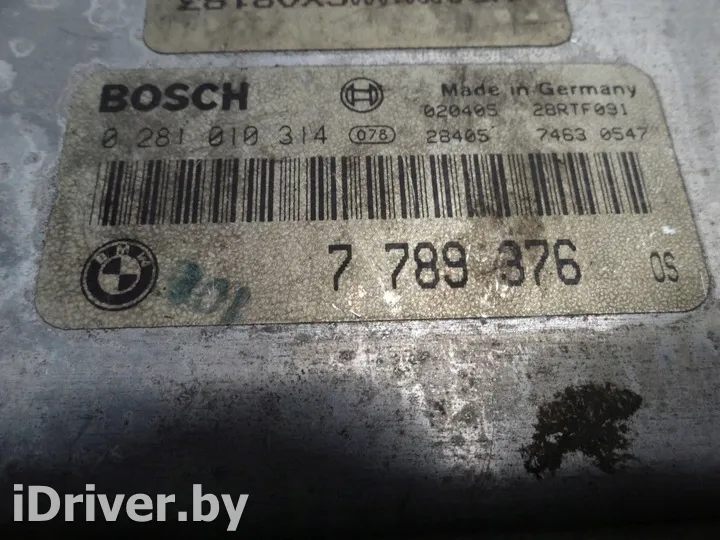 BOSCH Made in Germany
020405 28RTF091
0 281 010 314 078 28405 7463 0547
BMW 7 789 376 OS
iDriver.by